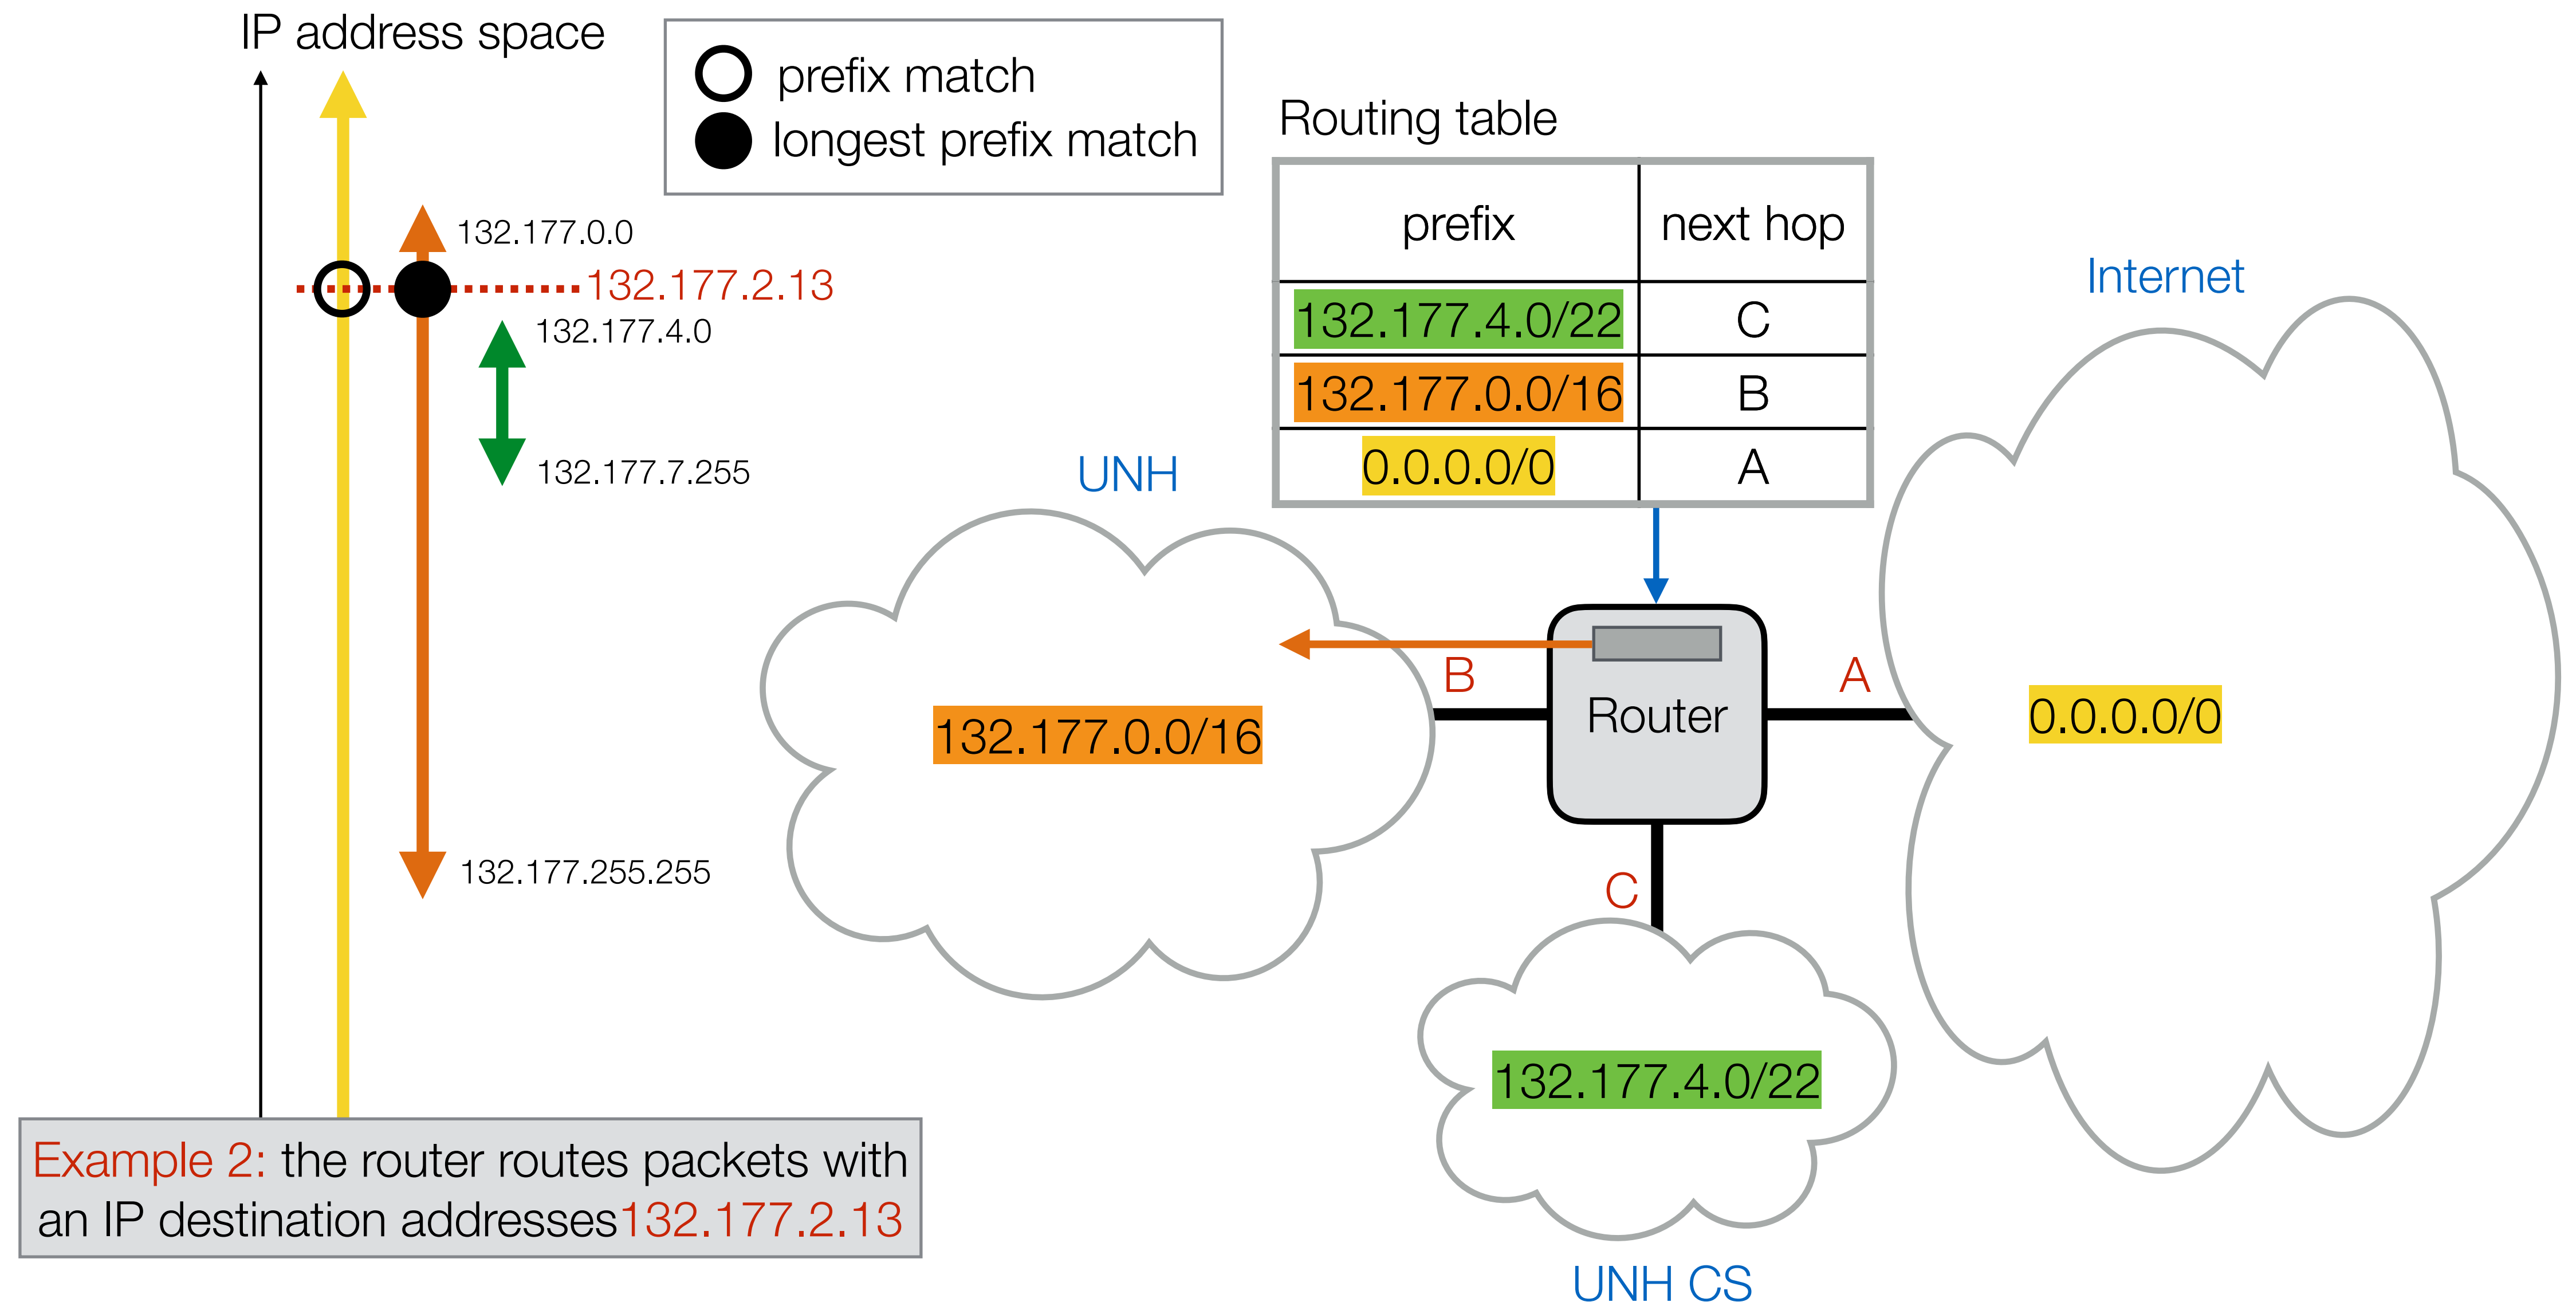 IP address space
prefix match
longest prefix match
132.177.0.0
132.177.2.13
132.177.4.0
132.177.7.255
132.177.255.255
Routing table
prefix next hop
132.177.4.0/22 C
132.177.0.0/16 B
0.0.0.0/0 A
UNH
Internet
B
A
Router
132.177.0.0/16
0.0.0.0/0
C
132.177.4.0/22
UNH CS
Example 2: the router routes packets with
an IP destination addresses132.177.2.13